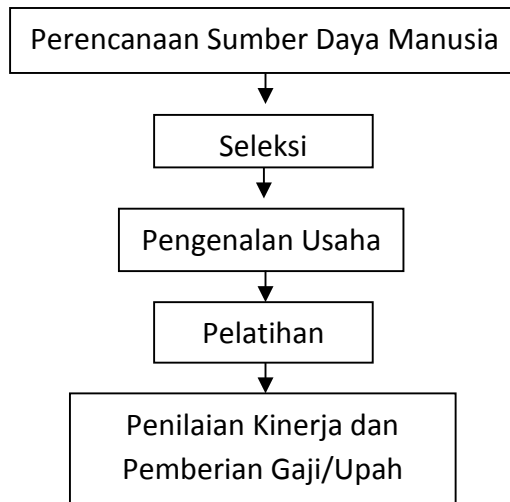 Perencanaan Sumber Daya Manusia
Seleksi
Pengenalan Usaha
Pelatihan
Penilaian Kinerja dan
Pemberian Gaji/Upah